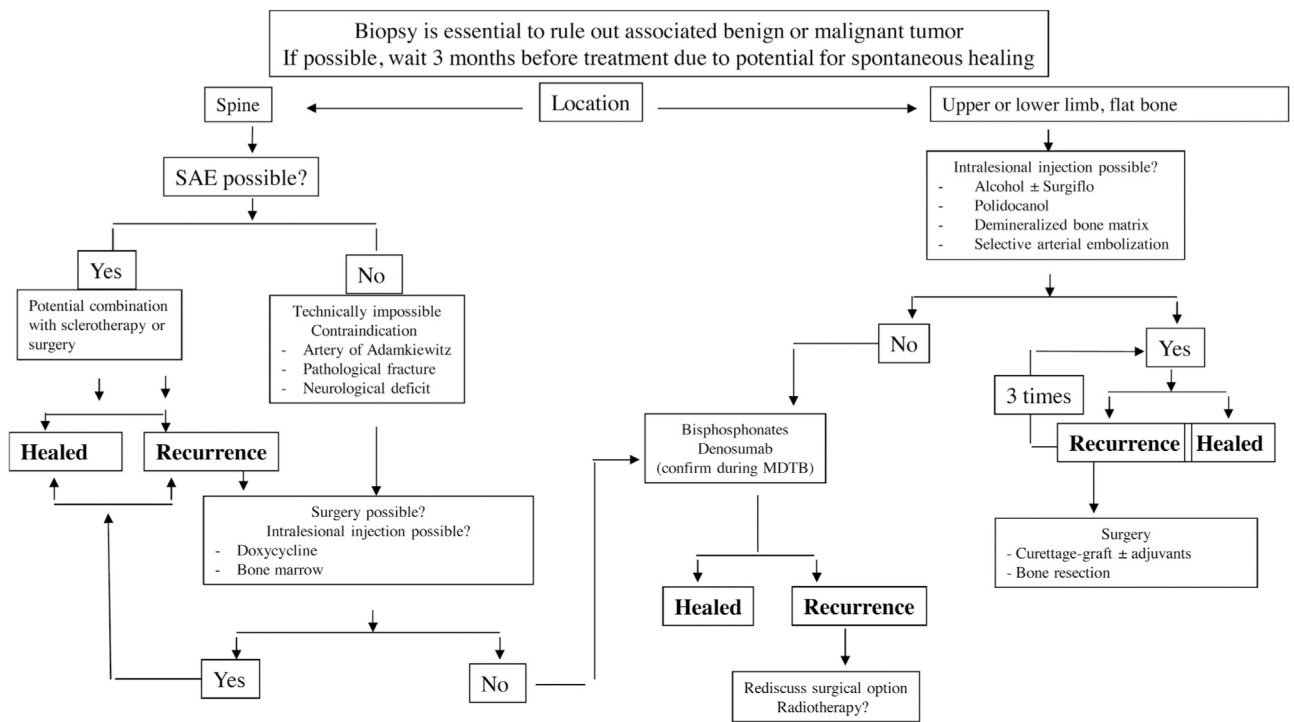 Biopsy is essential to rule out associated benign or malignant tumor
If possible, wait 3 months before treatment due to potential for spontaneous healing
Spine
Location
Upper or lower limb, flat bone
SAE possible?
Intralesional injection possible?
- Alcohol ± Surgiflo
- Polidocanol
- Demineralized bone matrix
- Selective arterial embolization
Yes
No
Potential combination
with sclerotherapy or
surgery
Technically impossible
Contraindication
- Artery of Adamkiewitz
- Pathological fracture
- Neurological deficit
No
Yes
3 times
Healed
Recurrence
Bisphosphonates
Denosumab
(confirm during MDTB)
Recurrence
Healed
Surgery possible?
Intralesional injection possible?
- Doxycycline
- Bone marrow
Surgery
- Curettage-graft ± adjuvants
- Bone resection
Healed
Recurrence
Yes
No
Rediscuss surgical option
Radiotherapy?